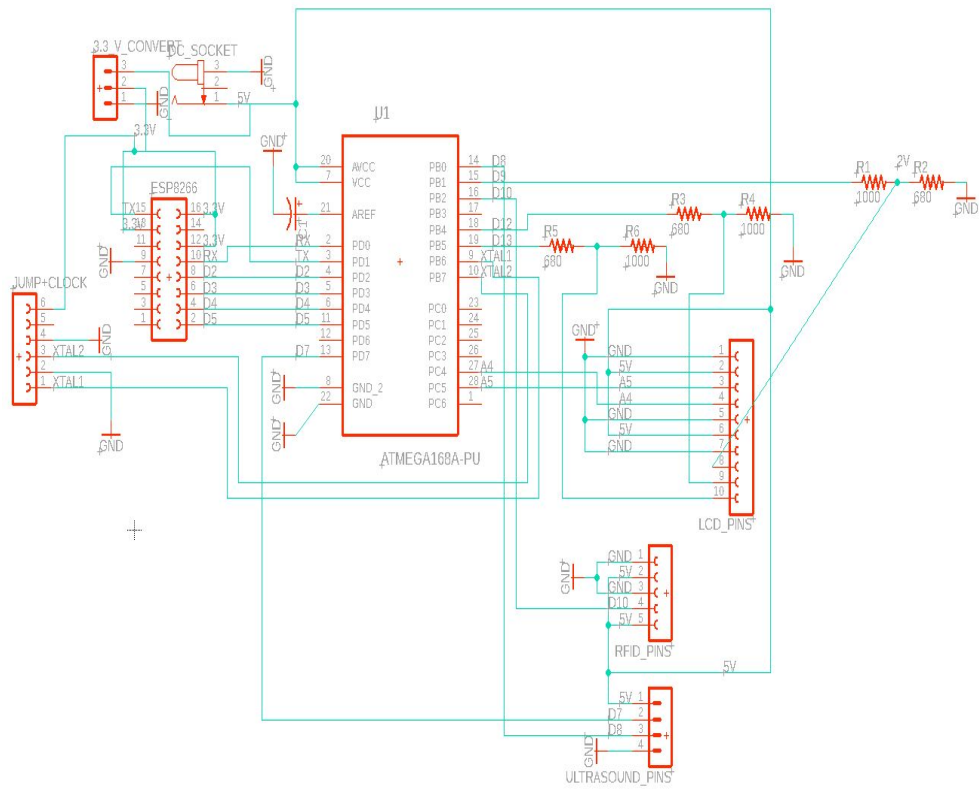 3.3_V_CONVERT
DC_SOCKET
3
2
1
3
2
1
GND
GND
5V
3.3V
U1
GND
ATMEGA168A-PU
20 AVCC
7 VCC
21 AREF
2 PD0
3 PD1
4 PD2
5 PD3
6 PD4
11 PD5
12 PD6
13 PD7
8 GND_2
22 GND
PB0 14 D8
PB1 15 D9
PB2 16 D10
PB3 17
PB4 18 D12
PB5 19 D13
PB6 9 XTAL1
PB7 10 XTAL2
PC0 23
PC1 24
PC2 25
PC3 26
PC4 27 A4
PC5 28 A5
PC6 1
RX
TX
D2
D3
D4
D5
D7
GND
GND
ESP8266
TX 15
3.3V
11
9
7
5
3
1
16 3.3V
14
12 3.3V
10 RX
8 D2
6 D3
4 D4
2 D5
GND
JUMP+CLOCK
6
5
4
3 XTAL2
2
1 XTAL1
GND
GND
R1
1000
2V
R2
680
GND
R3
680
R4
1000
GND
R5
680
R6
1000
GND
GND
GND 1
5V 2
A5 3
A4 4
GND 5
5V 6
GND 7
8
9
10
LCD_PINS
GND
GND 1
5V 2
GND 3
D10 4
5V 5
RFID_PINS
5V
5V 1
D7 2
D8 3
4
GND
ULTRASOUND_PINS